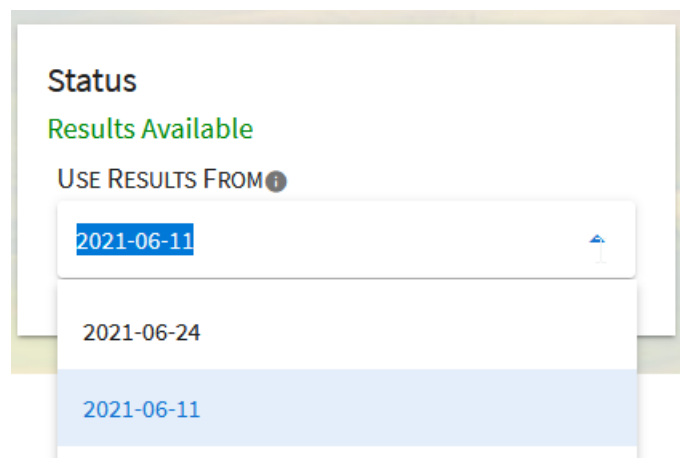 Status
Results Available
USE RESULTS FROM
2021-06-11
2021-06-24
2021-06-11